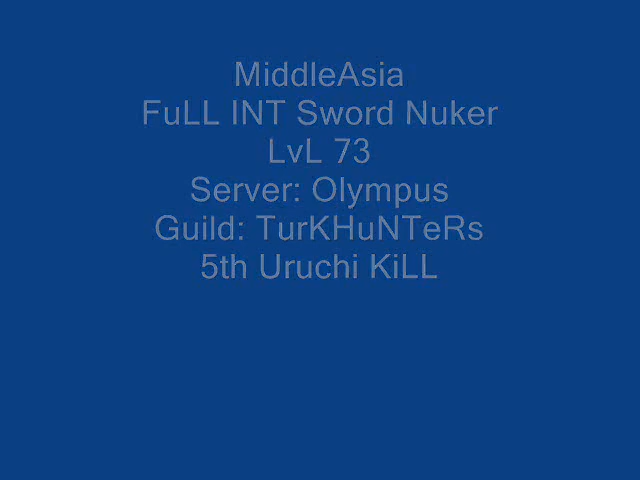 MiddleAsia
FuLL INT Sword Nuker
LvL 73
Server: Olympus
Guild: TurKHuNTeRs
5th Uruchi KiLL